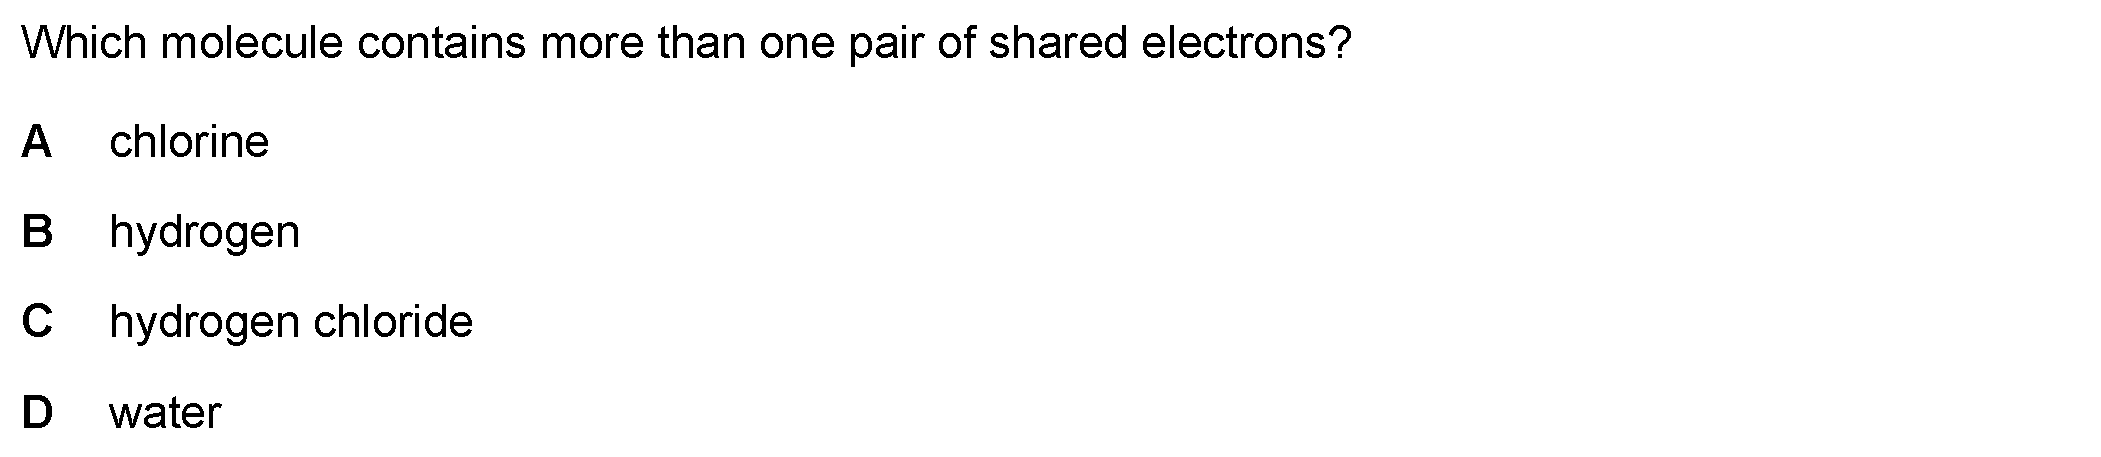 Which molecule contains more than one pair of shared electrons?
A chlorine
B hydrogen
C hydrogen chloride
D water